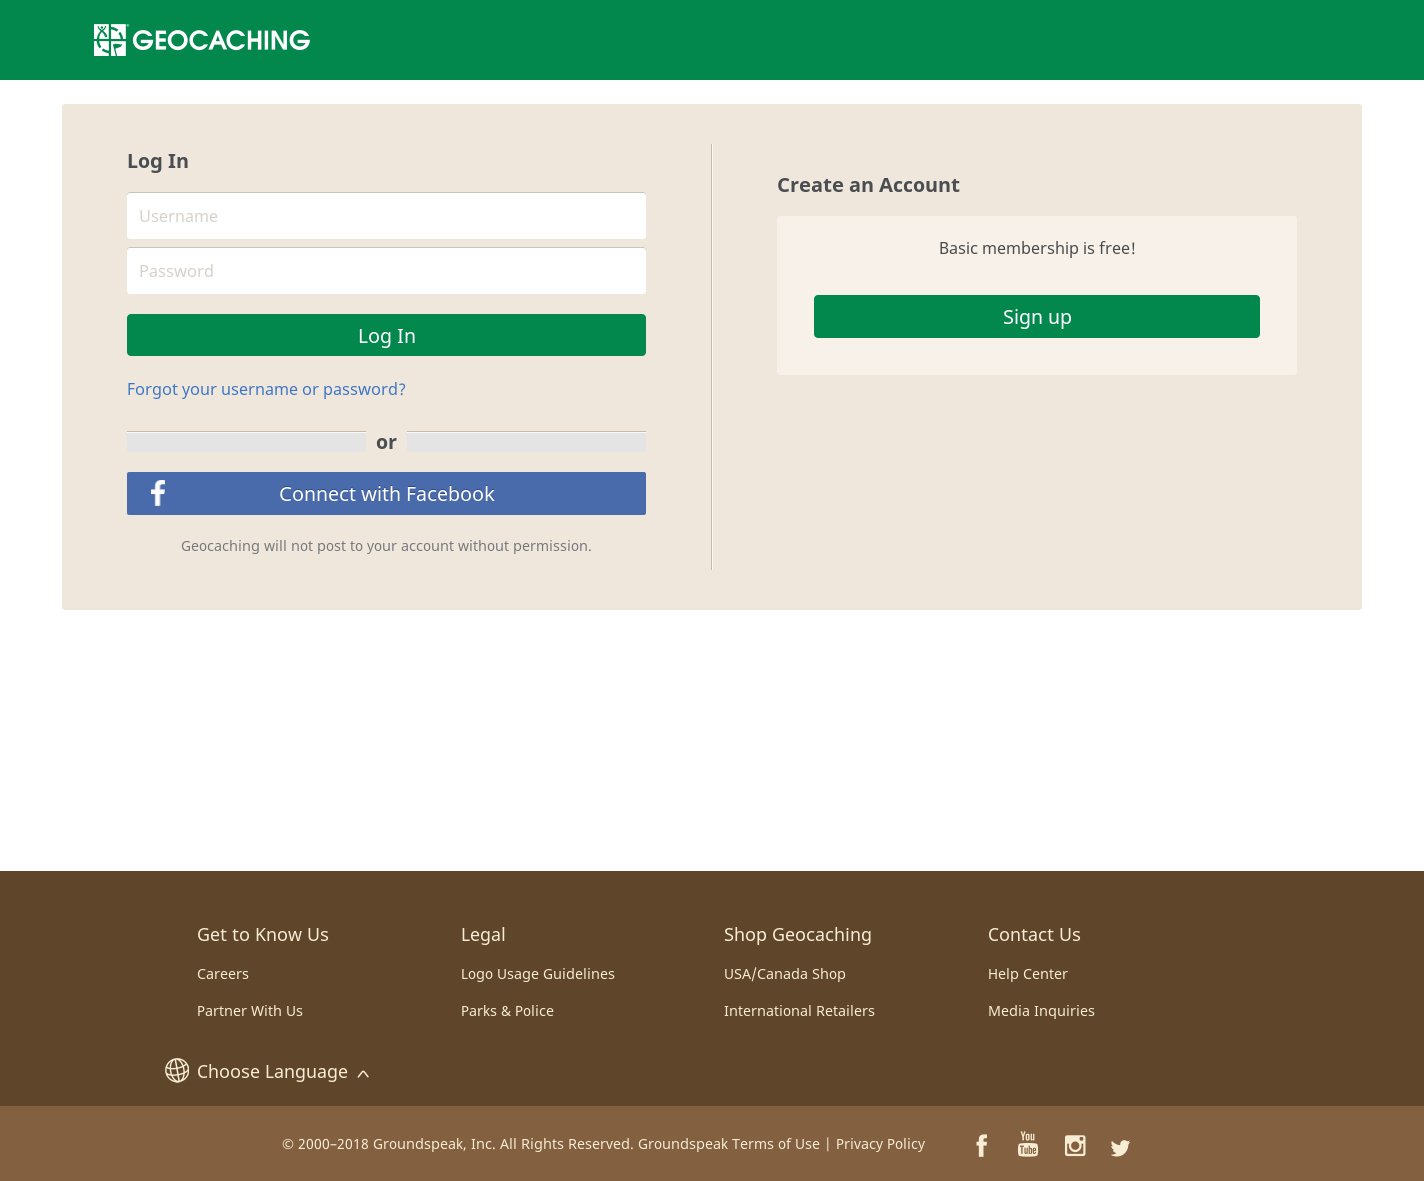 GEOCACHING
Log In
Username
Password
Log In
Forgot your username or password?
or
Connect with Facebook
Geocaching will not post to your account without permission.
Create an Account
Basic membership is free!
Sign up
Get to Know Us
Careers
Partner With Us
Legal
Logo Usage Guidelines
Parks & Police
Shop Geocaching
USA/Canada Shop
International Retailers
Contact Us
Help Center
Media Inquiries
Choose Language
© 2000–2018 Groundspeak, Inc. All Rights Reserved. Groundspeak Terms of Use | Privacy Policy
You
Tube